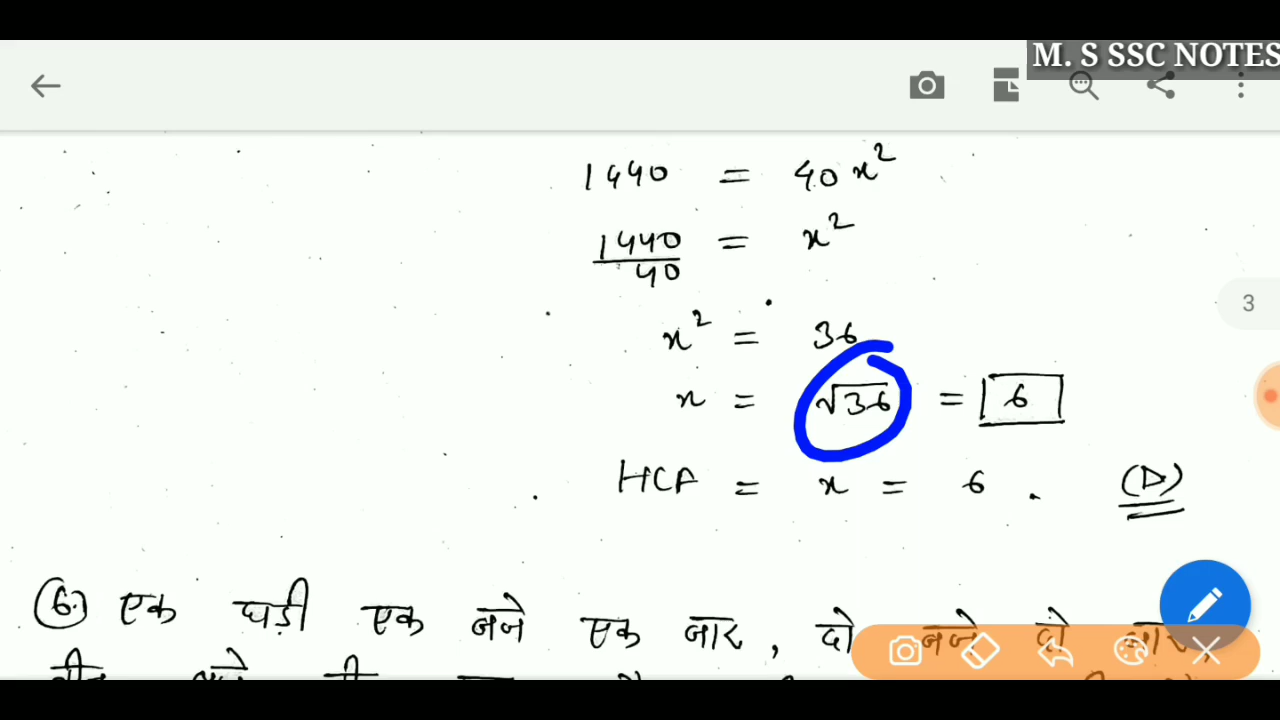 M. S SSC NOTES
1440 = 40x²
1440/40 = x²
3
x² = 36
x = √36 = 6
HCF = x = 6 . (D)
6. एक घड़ी एक बजे एक बार, दो बजे दो बार,